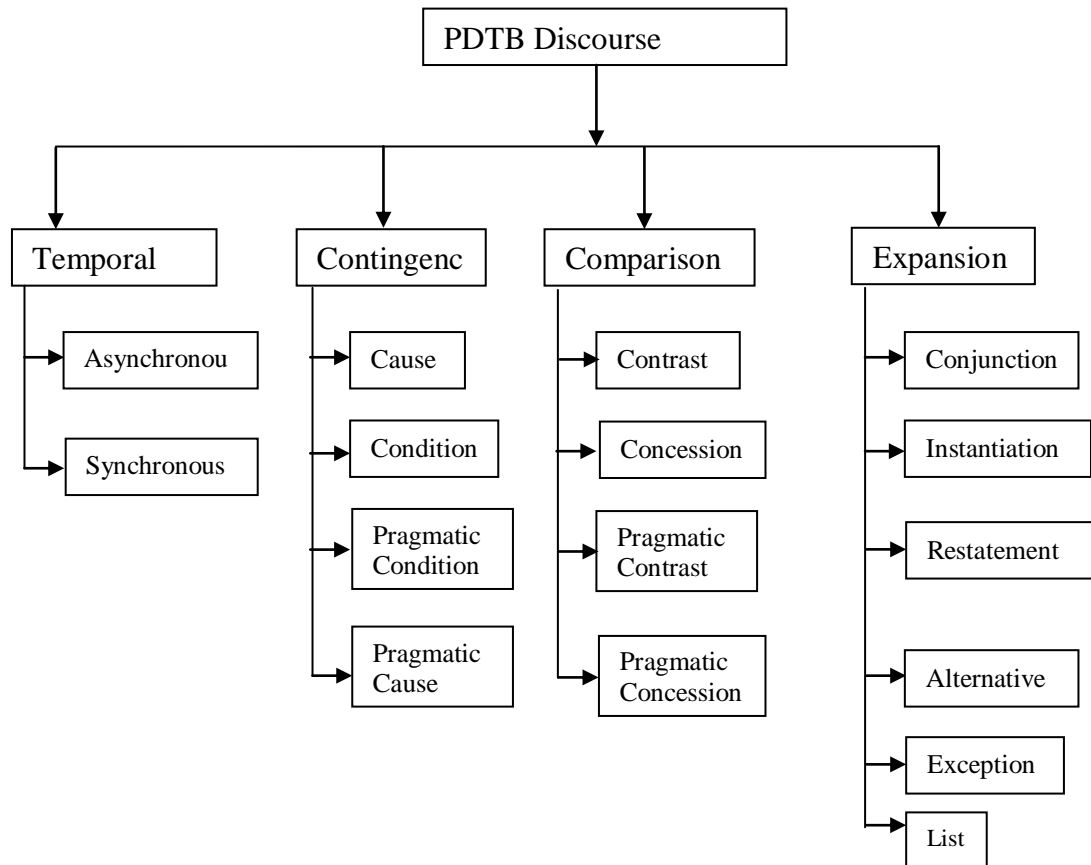 PDTB Discourse
Temporal
Contingenc
Comparison
Expansion
Asynchronou
Synchronous
Cause
Condition
Pragmatic
Condition
Pragmatic
Cause
Contrast
Concession
Pragmatic
Contrast
Pragmatic
Concession
Conjunction
Instantiation
Restatement
Alternative
Exception
List